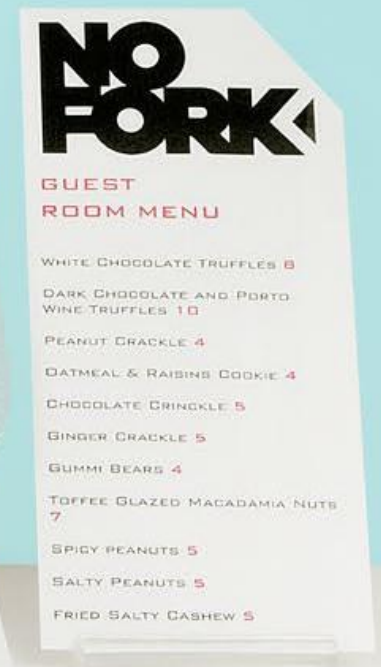 NO
FORK
GUEST
ROOM MENU
WHITE CHOCOLATE TRUFFLES 8
DARK CHOCOLATE AND PORTO
WINE TRUFFLES 10
PEANUT CRACKLE 4
OATMEAL & RAISINS COOKIE 4
CHOCOLATE CRINCKLE 5
GINGER CRACKLE 5
GUMMI BEARS 4
TOFFEE GLAZED MACADAMIA NUTS
7
SPICY PEANUTS 5
SALTY PEANUTS 5
FRIED SALTY CASHEW 5